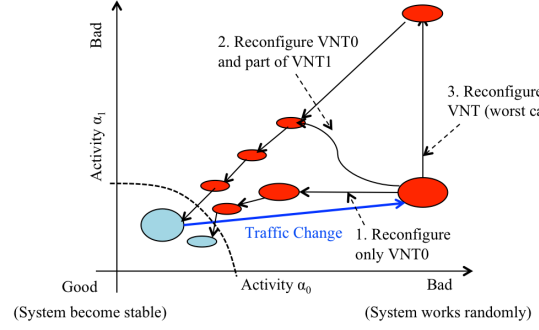 Bad
Activity α1
2. Reconfigure VNT0
and part of VNT1
3. Reconfigure
VNT (worst ca
Traffic Change
1. Reconfigure
only VNT0
Good
Activity α0
Bad
(System become stable)
(System works randomly)